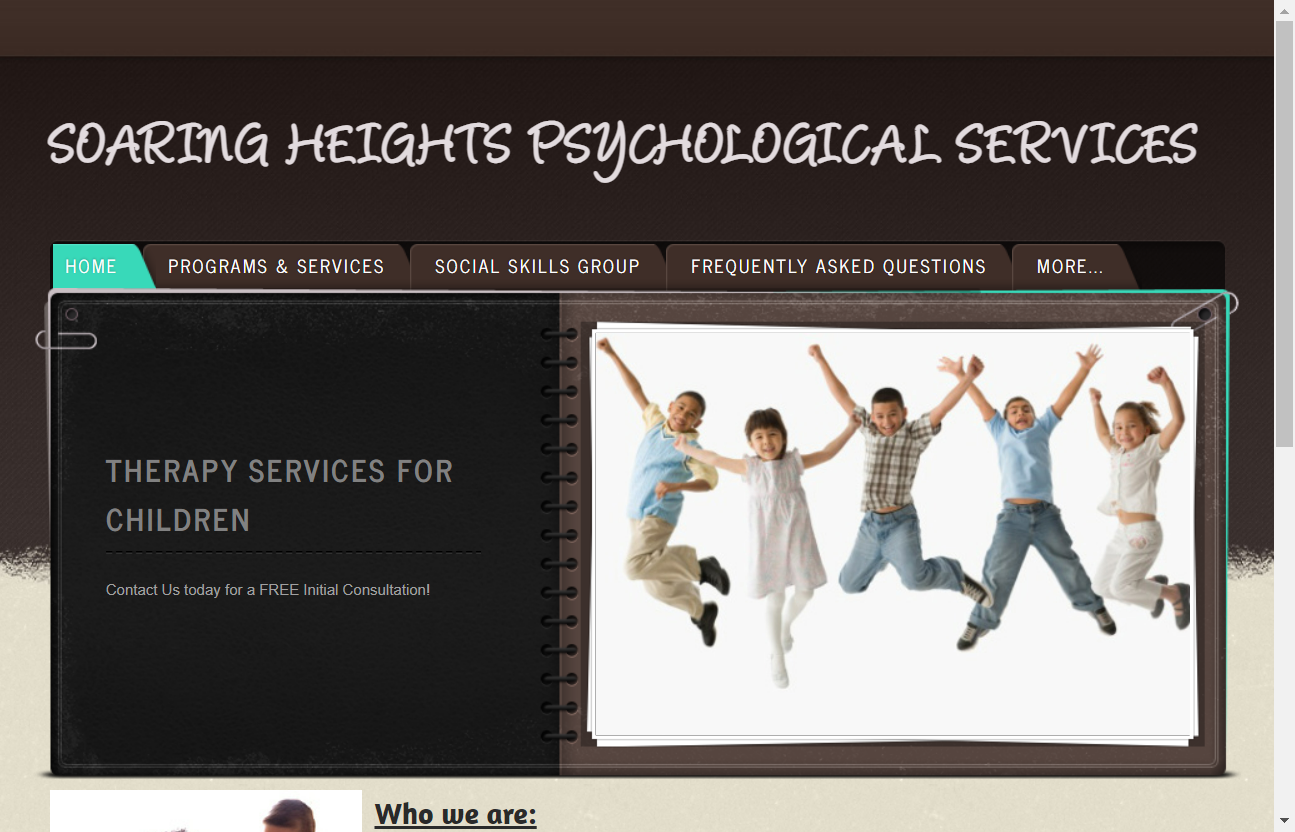 SOARING HEIGHTS PSYCHOLOGICAL SERVICES
HOME PROGRAMS & SERVICES SOCIAL SKILLS GROUP FREQUENTLY ASKED QUESTIONS MORE...
THERAPY SERVICES FOR
CHILDREN
Contact Us today for a FREE Initial Consultation!
Who we are: